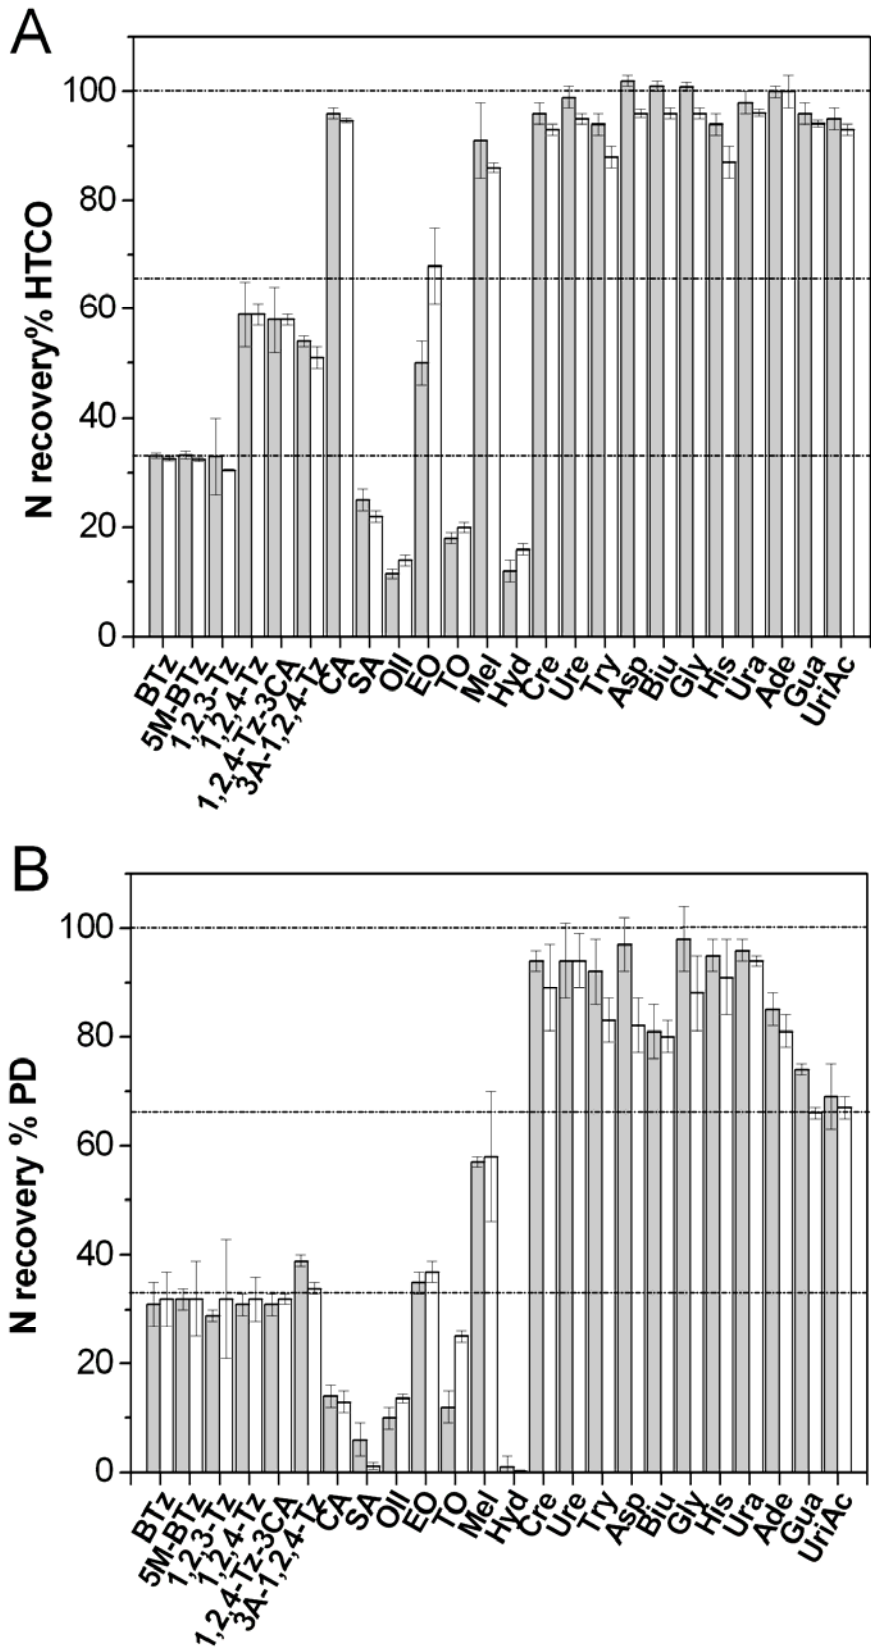 A
N recovery% HTCO
100
80
60
40
20
0
BTz
5M-BTz
1,2,3-Tz
1,2,4-Tz
1,2,4-Tz-3CA
3A-1,2,4-Tz
CA
SA
OII
EO
TO
Mel
Hyd
Cre
Ure
Try
Asp
Biu
Gly
His
Ura
Ade
Gua
UriAc
B
N recovery % PD
100
80
60
40
20
0
BTz
5M-BTz
1,2,3-Tz
1,2,4-Tz
1,2,4-Tz-3CA
3A-1,2,4-Tz
CA
SA
OII
EO
TO
Mel
Hyd
Cre
Ure
Try
Asp
Biu
Gly
His
Ura
Ade
Gua
UriAc